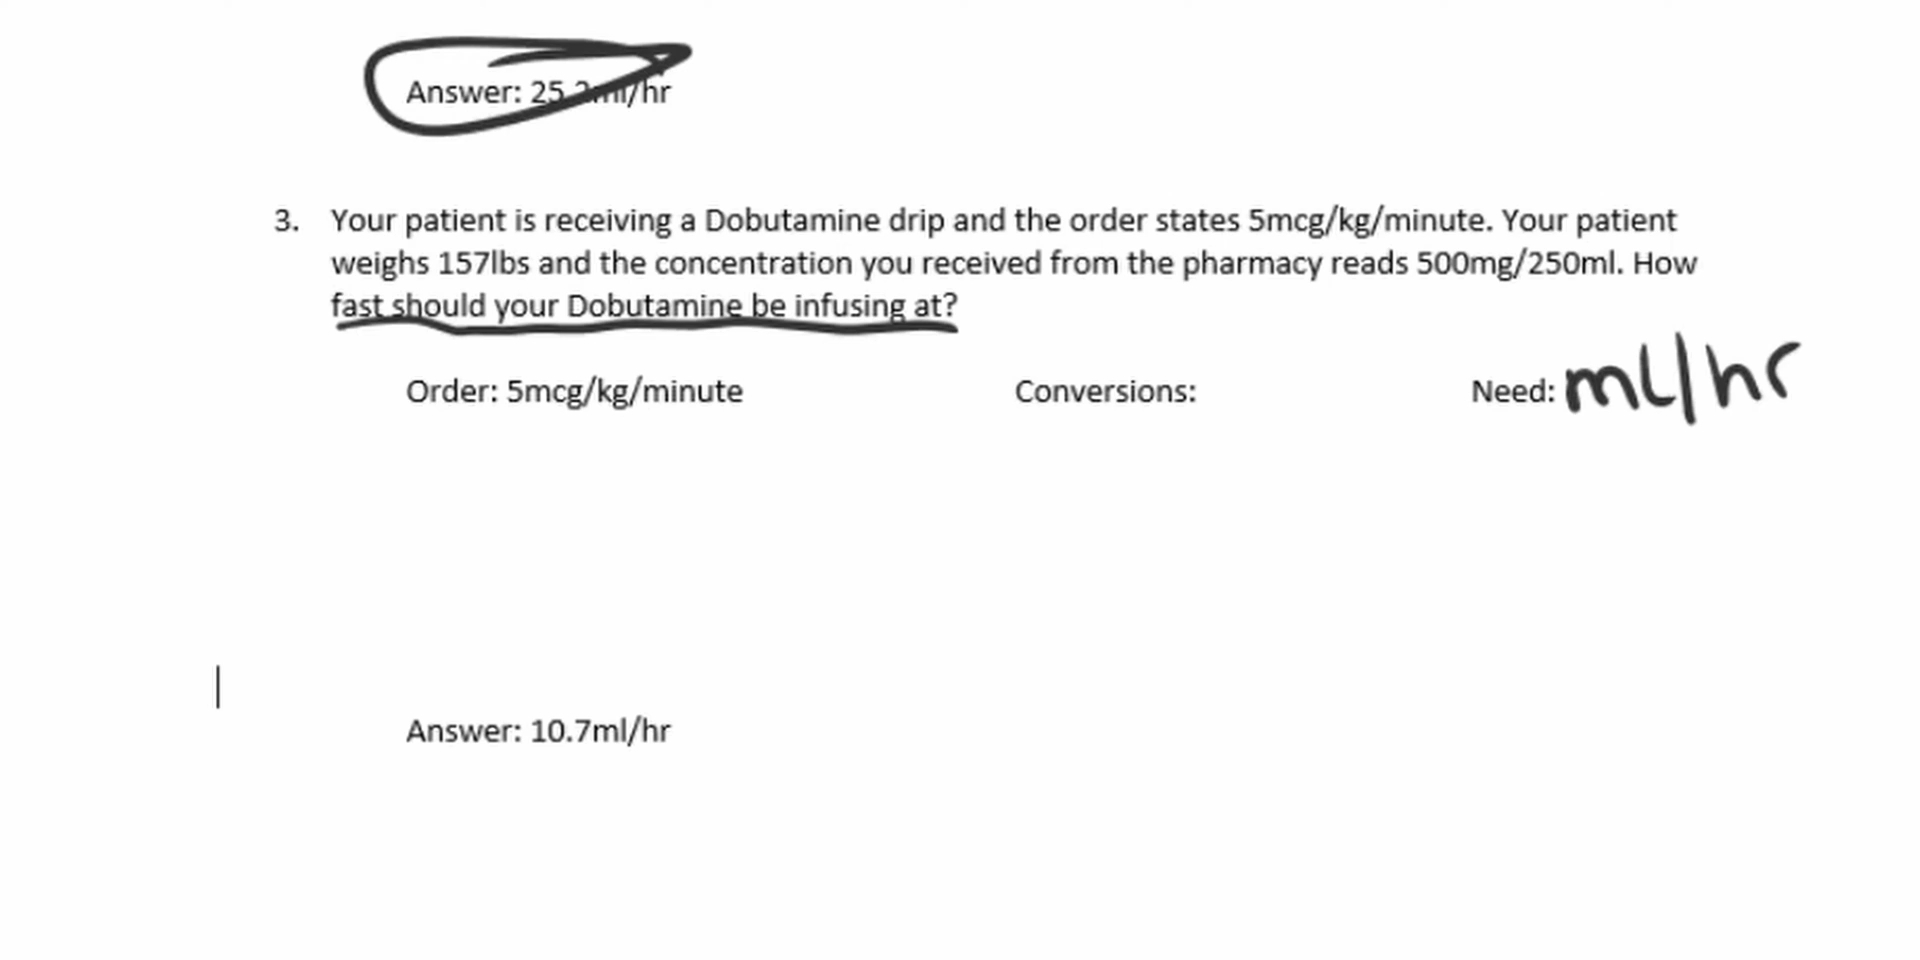 Answer: 25.2ml/hr
3. Your patient is receiving a Dobutamine drip and the order states 5mcg/kg/minute. Your patient
weighs 157lbs and the concentration you received from the pharmacy reads 500mg/250ml. How
fast should your Dobutamine be infusing at?
Order: 5mcg/kg/minute Conversions: Need: mL/hr
Answer: 10.7ml/hr